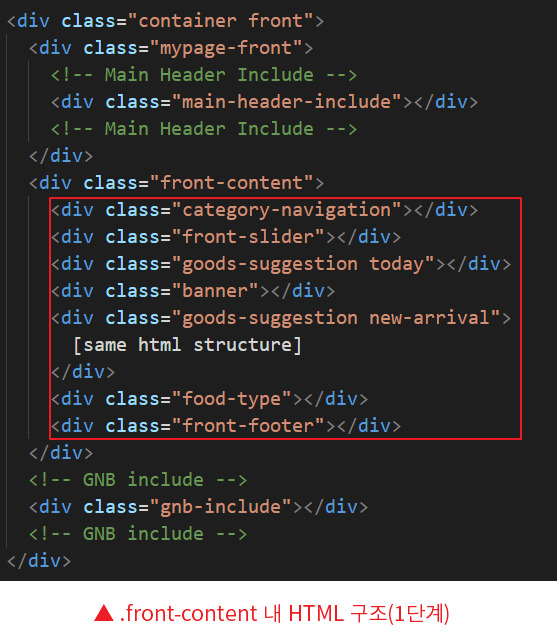 <div class="container front">
<div class="mypage-front">
<!-- Main Header Include -->
<div class="main-header-include"></div>
<!-- Main Header Include -->
</div>
<div class="front-content">
<div class="category-navigation"></div>
<div class="front-slider"></div>
<div class="goods-suggestion today"></div>
<div class="banner"></div>
<div class="goods-suggestion new-arrival">
[same html structure]
</div>
<div class="food-type"></div>
<div class="front-footer"></div>
</div>
<!-- GNB include -->
<div class="gnb-include"></div>
<!-- GNB include -->
</div>
▲ .front-content 내 HTML 구조(1단계)